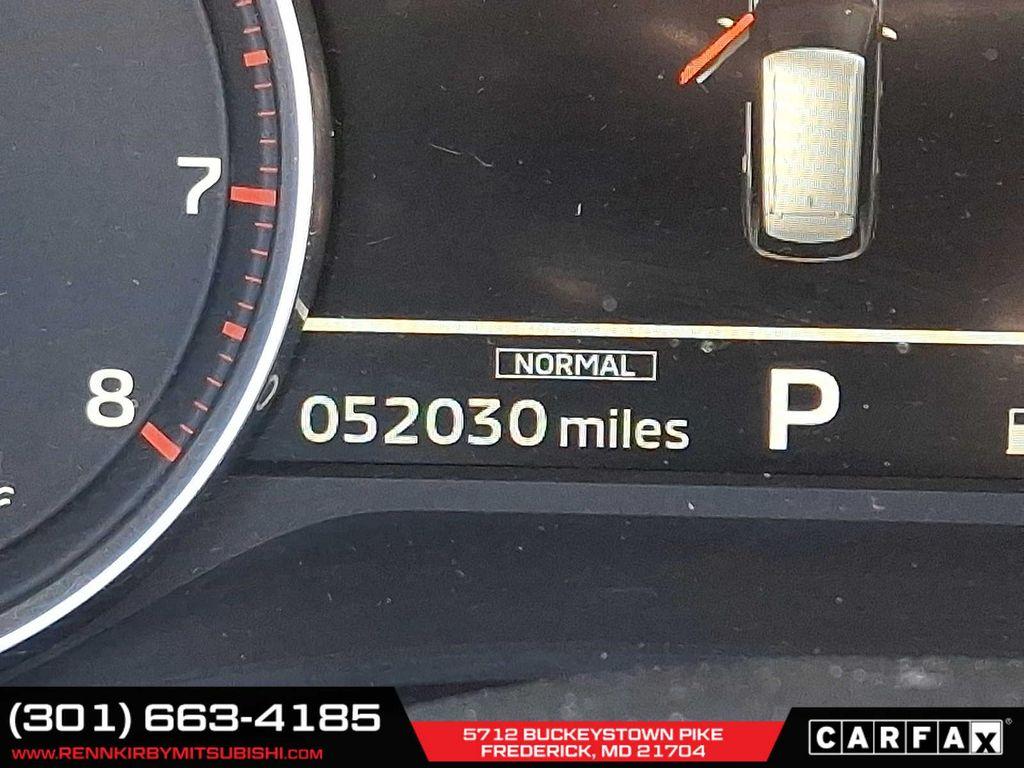 7
NORMAL
8
052030 miles P
(301) 663-4185
WWW.RENNKIRBYMITSUBISHI.COM
5712 BUCKEYSTOWN PIKE
FREDERICK, MD 21704
CARFAX